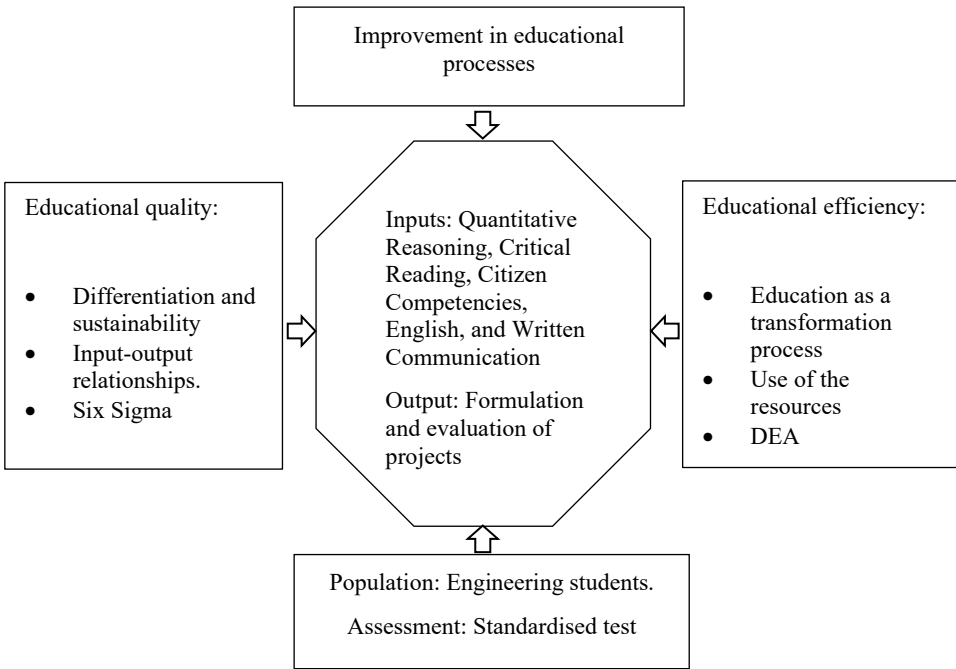 Improvement in educational
processes
Educational quality:
• Differentiation and
sustainability
• Input-output
relationships.
• Six Sigma
Inputs: Quantitative
Reasoning, Critical
Reading, Citizen
Competencies,
English, and Written
Communication
Output: Formulation
and evaluation of
projects
Educational efficiency:
• Education as a
transformation
process
• Use of the
resources
• DEA
Population: Engineering students.
Assessment: Standardised test